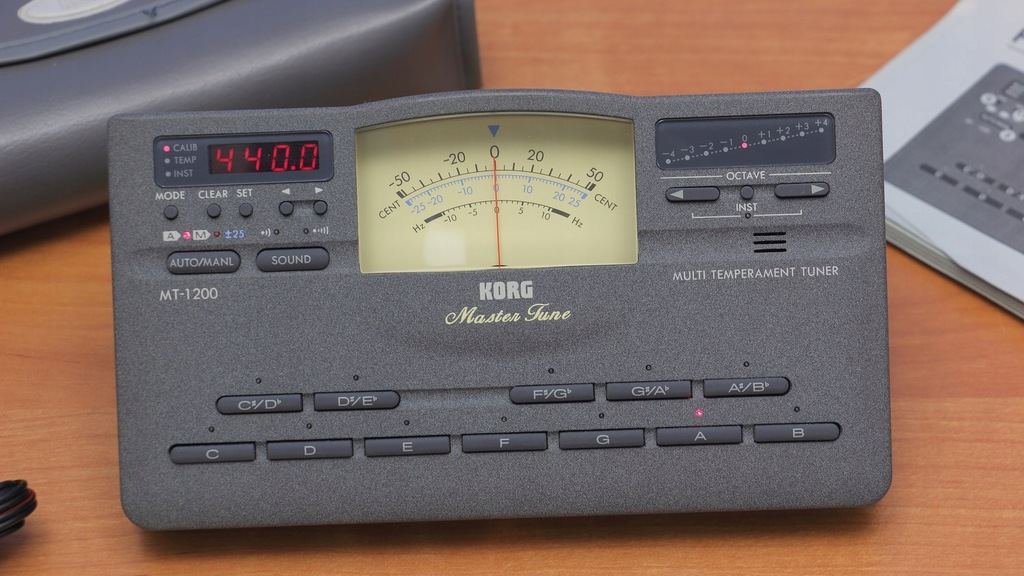 CALIB
TEMP
INST
440.0
MODE CLEAR SET
A M ±25
AUTO/MANL SOUND
MT-1200
-50 -20 0 20 50
CENT -25 -20 -10 0 10 20 25 CENT
Hz -10 -5 0 5 10 Hz
KORG
Master Tune
-4 -3 -2 -1 0 +1 +2 +3 +4
OCTAVE
INST
MULTI TEMPERAMENT TUNER
C♯/D♭ D♯/E♭ F♯/G♭ G♯/A♭ A♯/B♭
C D E F G A B